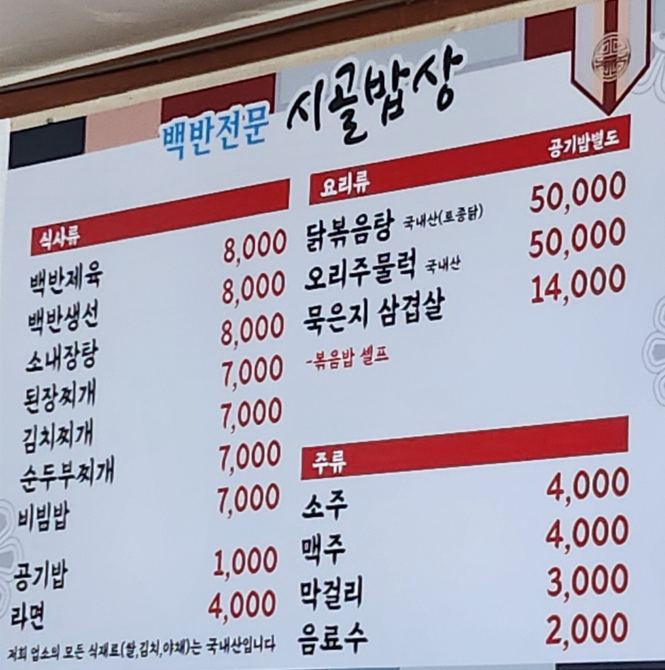 백반전문 시골밥상
식사류
백반제육 8,000
백반생선 8,000
소내장탕 8,000
된장찌개 7,000
김치찌개 7,000
순두부찌개 7,000
비빔밥 7,000
공기밥 1,000
라면 4,000
저희 업소의 모든 식재료(쌀,김치,야채)는 국내산입니다
요리류 공기밥별도
닭볶음탕 국내산(토종닭) 50,000
오리주물럭 국내산 50,000
묵은지 삼겹살 14,000
-볶음밥 셀프
주류
소주 4,000
맥주 4,000
막걸리 3,000
음료수 2,000